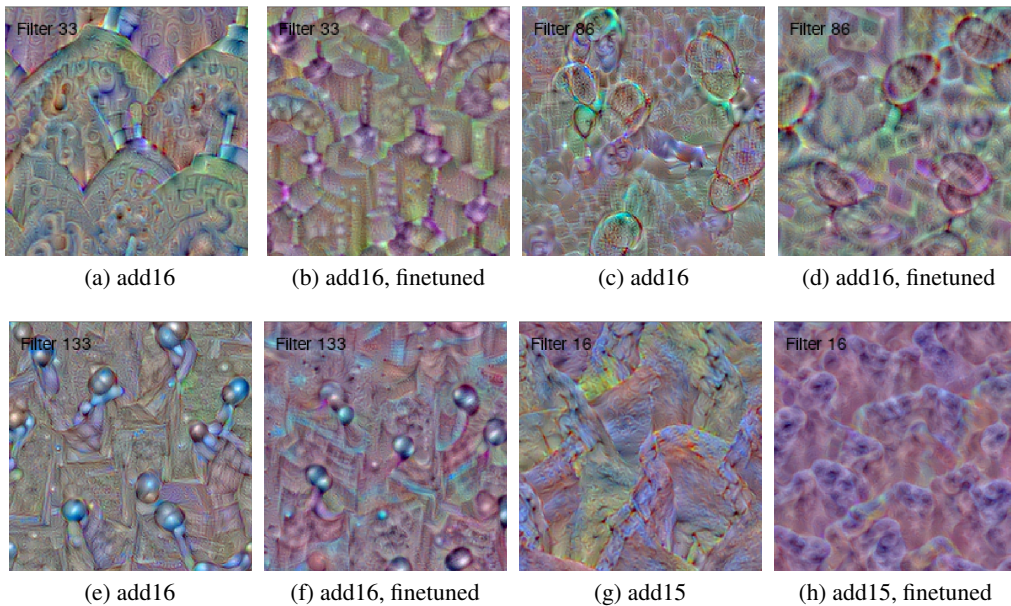 Filter 33
Filter 33
Filter 86
Filter 86
(a) add16
(b) add16, finetuned
(c) add16
(d) add16, finetuned
Filter 133
Filter 133
Filter 16
Filter 16
(e) add16
(f) add16, finetuned
(g) add15
(h) add15, finetuned